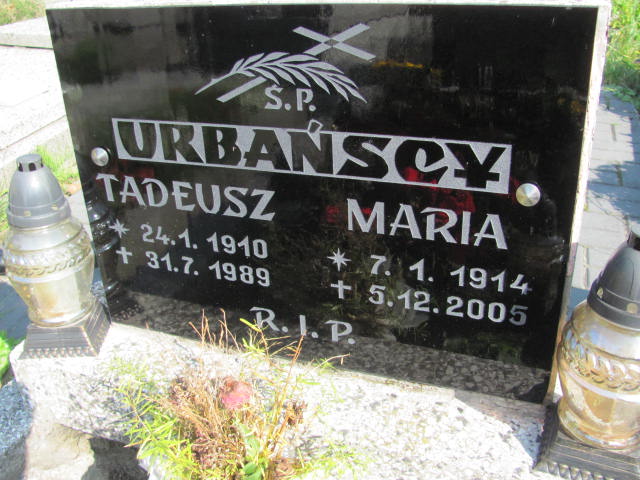 Ś.P.
URBAŃSCY
TADEUSZ
* 24.1.1910
+ 31.7.1989
MARIA
* 7.1.1914
+ 5.12.2005
R.I.P.